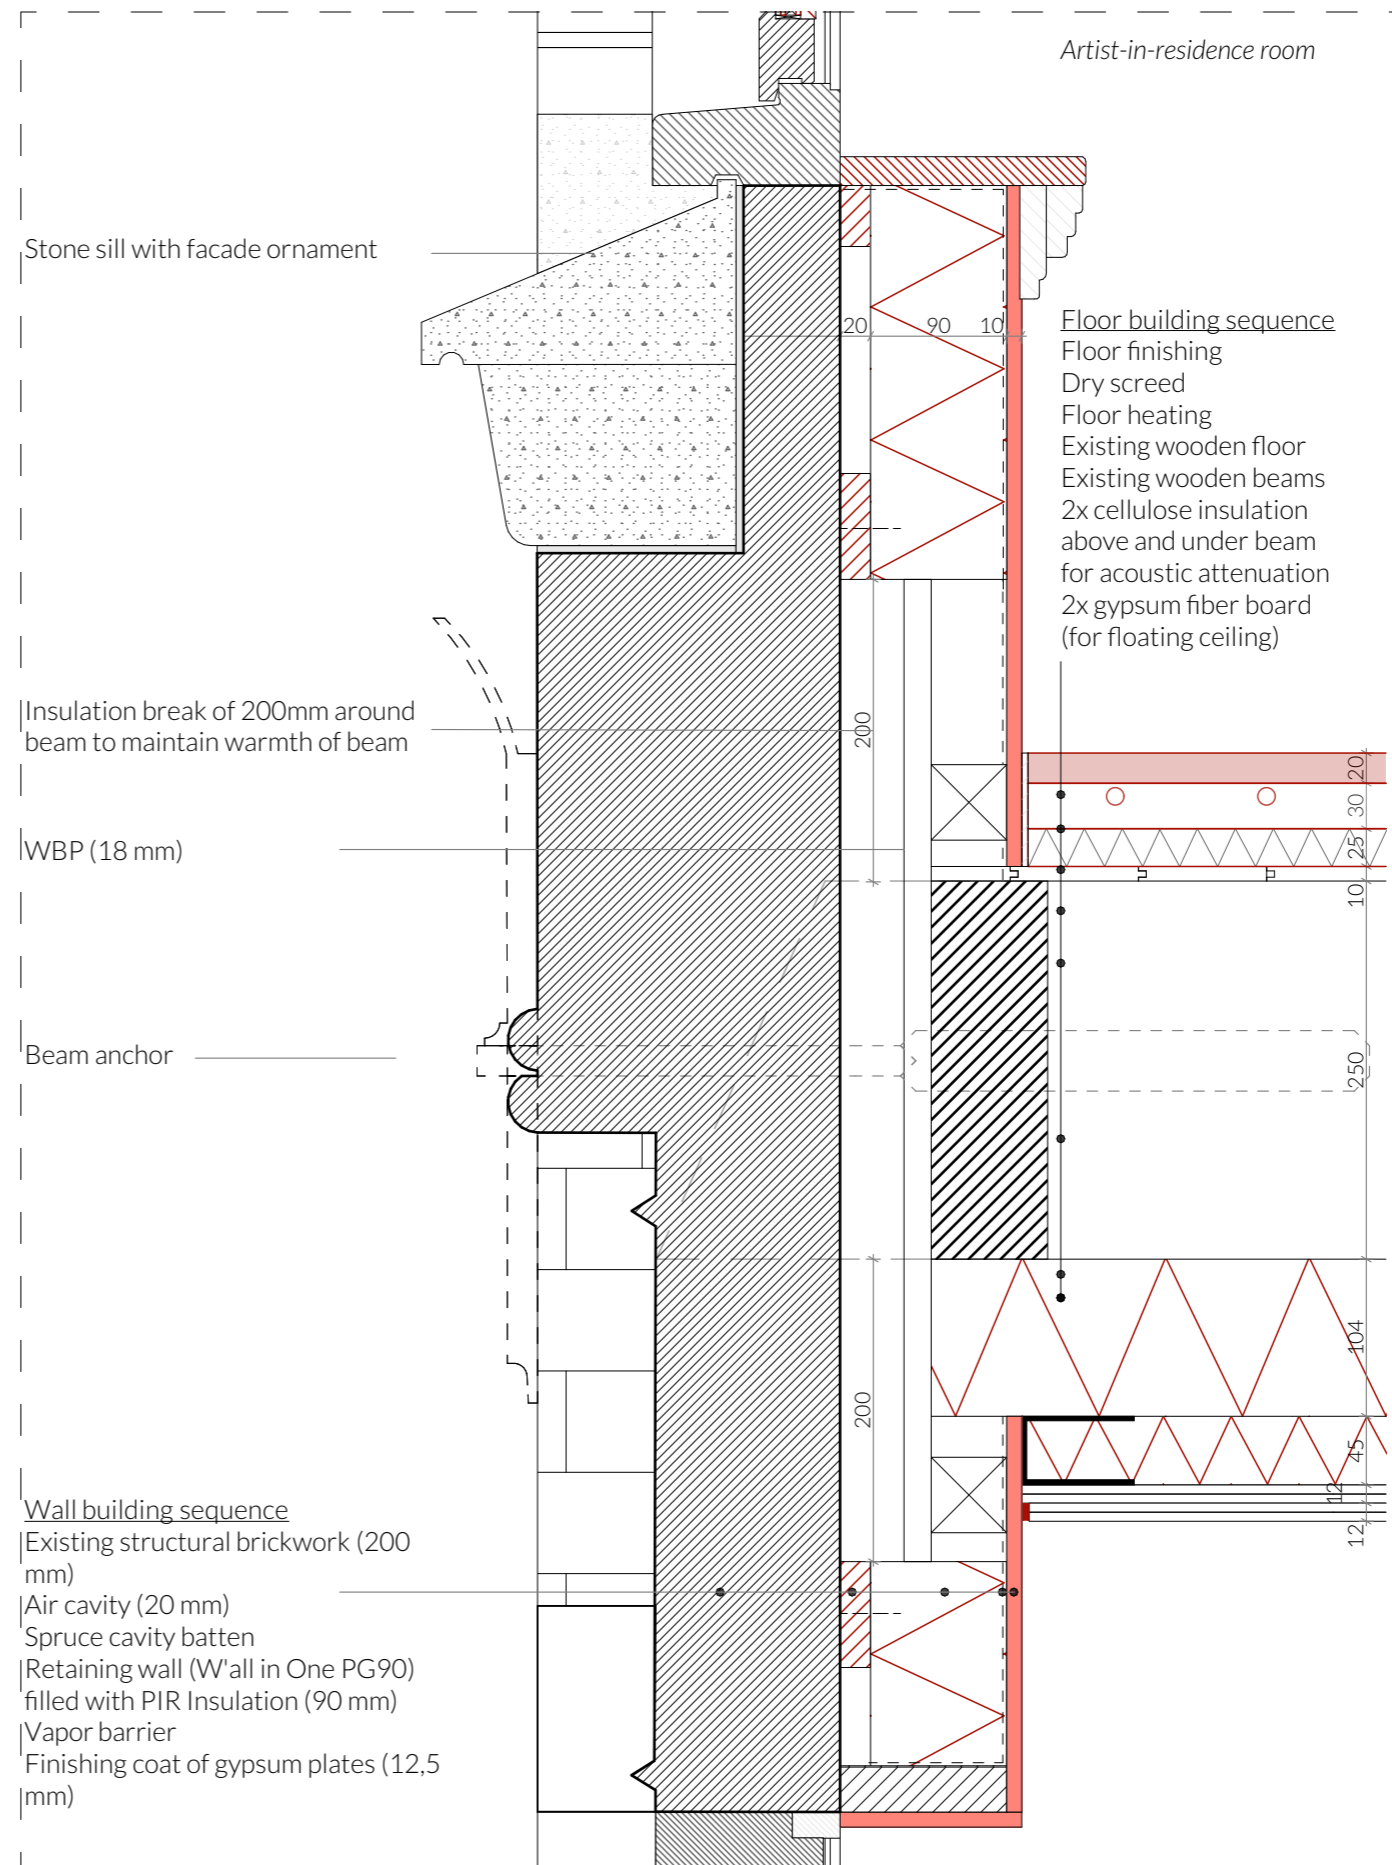 Artist-in-residence room
Stone sill with facade ornament
20 90 10
Floor building sequence
Floor finishing
Dry screed
Floor heating
Existing wooden floor
Existing wooden beams
2x cellulose insulation
above and under beam
for acoustic attenuation
2x gypsum fiber board
(for floating ceiling)
Insulation break of 200mm around
beam to maintain warmth of beam
200
20
30
25
10
WBP (18 mm)
Beam anchor
250
104
200
45
12
12
Wall building sequence
Existing structural brickwork (200
mm)
Air cavity (20 mm)
Spruce cavity batten
Retaining wall (W'all in One PG90)
filled with PIR Insulation (90 mm)
Vapor barrier
Finishing coat of gypsum plates (12,5
mm)